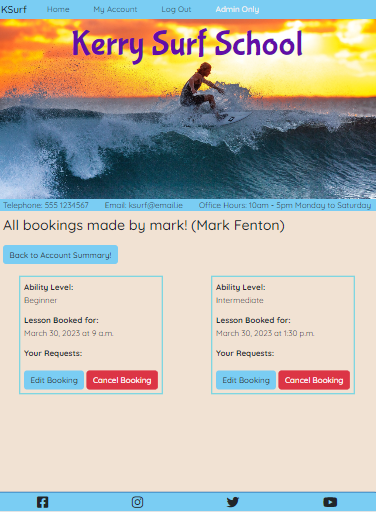 KSurf Home My Account Log Out Admin Only
Kerry Surf School
Telephone: 555 1234567 Email: ksurf@email.ie Office Hours: 10am - 5pm Monday to Saturday
All bookings made by mark! (Mark Fenton)
Back to Account Summary!
Ability Level:
Beginner
Lesson Booked for:
March 30, 2023 at 9 a.m.
Your Requests:
Edit Booking Cancel Booking
Ability Level:
Intermediate
Lesson Booked for:
March 30, 2023 at 1:30 p.m.
Your Requests:
Edit Booking Cancel Booking